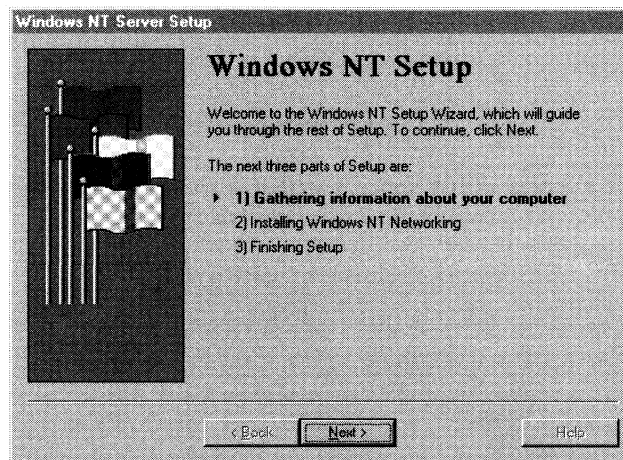 Windows NT Server Setup
Windows NT Setup
Welcome to the Windows NT Setup Wizard, which will guide
you through the rest of Setup. To continue, click Next.
The next three parts of Setup are:
1) Gathering information about your computer
2) Installing Windows NT Networking
3) Finishing Setup
< Back
Next >
Help